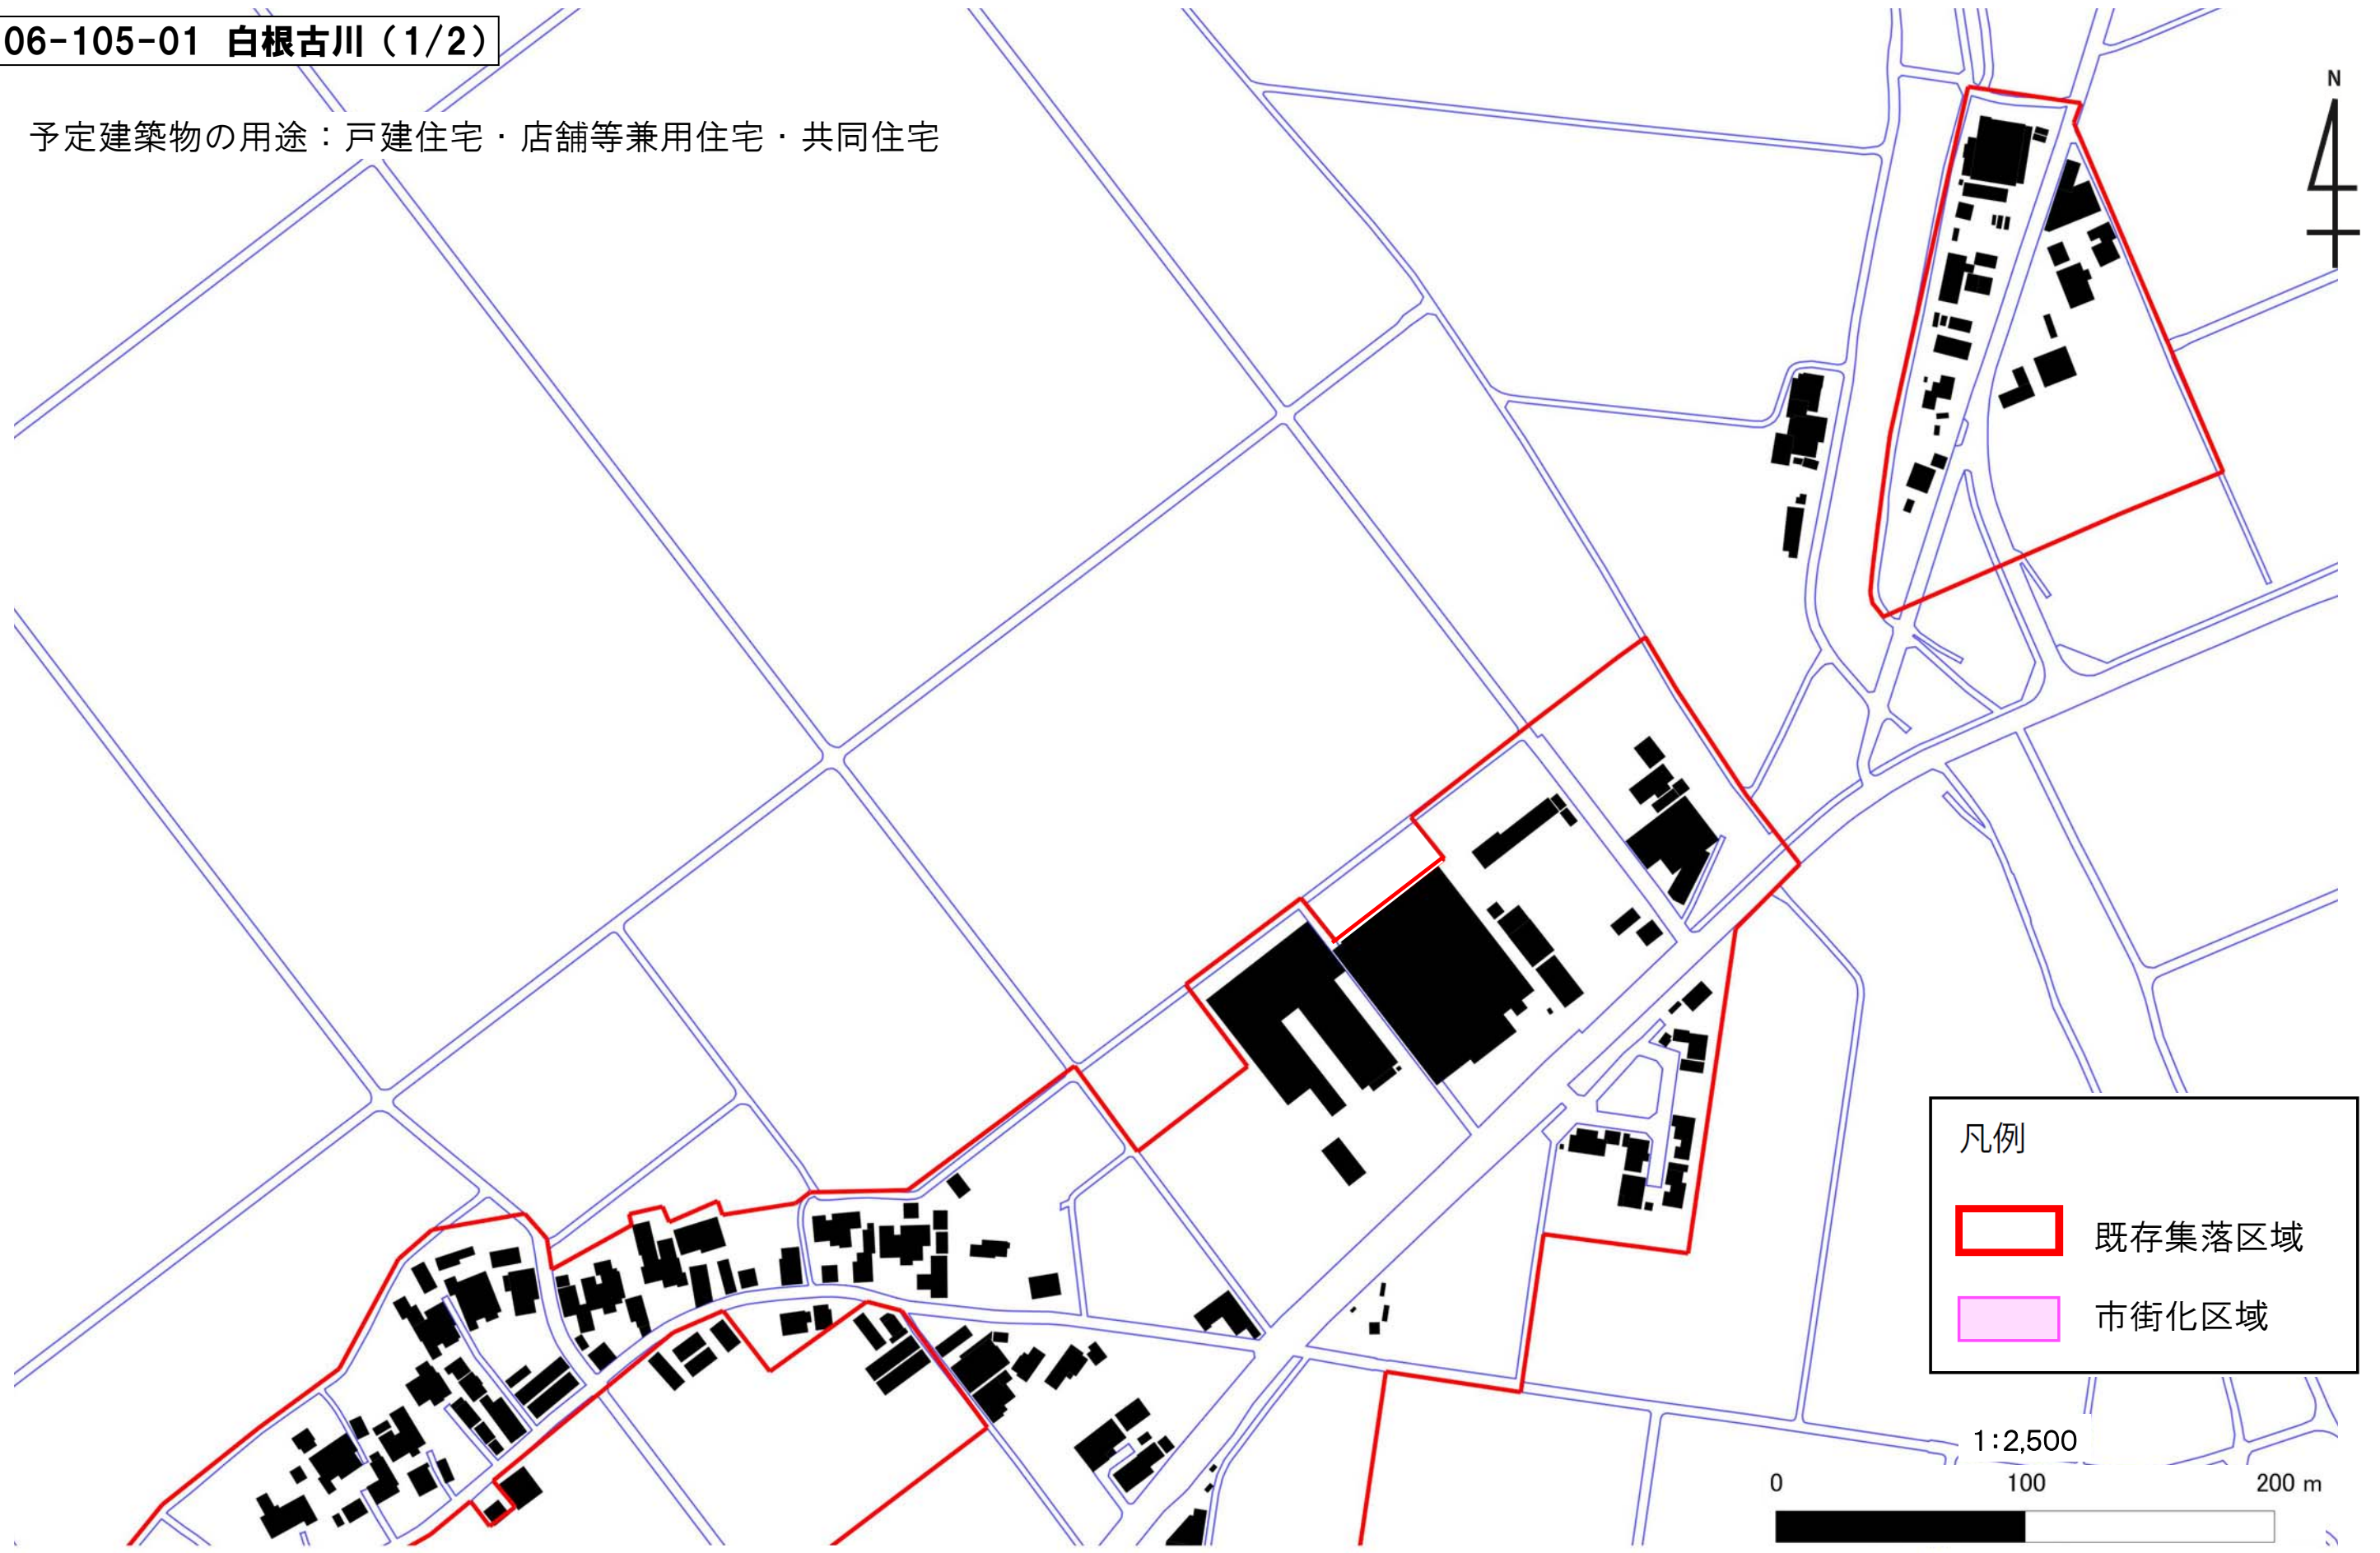 06-105-01 白根古川（1/2）
予定建築物の用途：戸建住宅・店舗等兼用住宅・共同住宅
N
凡例
既存集落区域
市街化区域
1:2,500
0 100 200 m